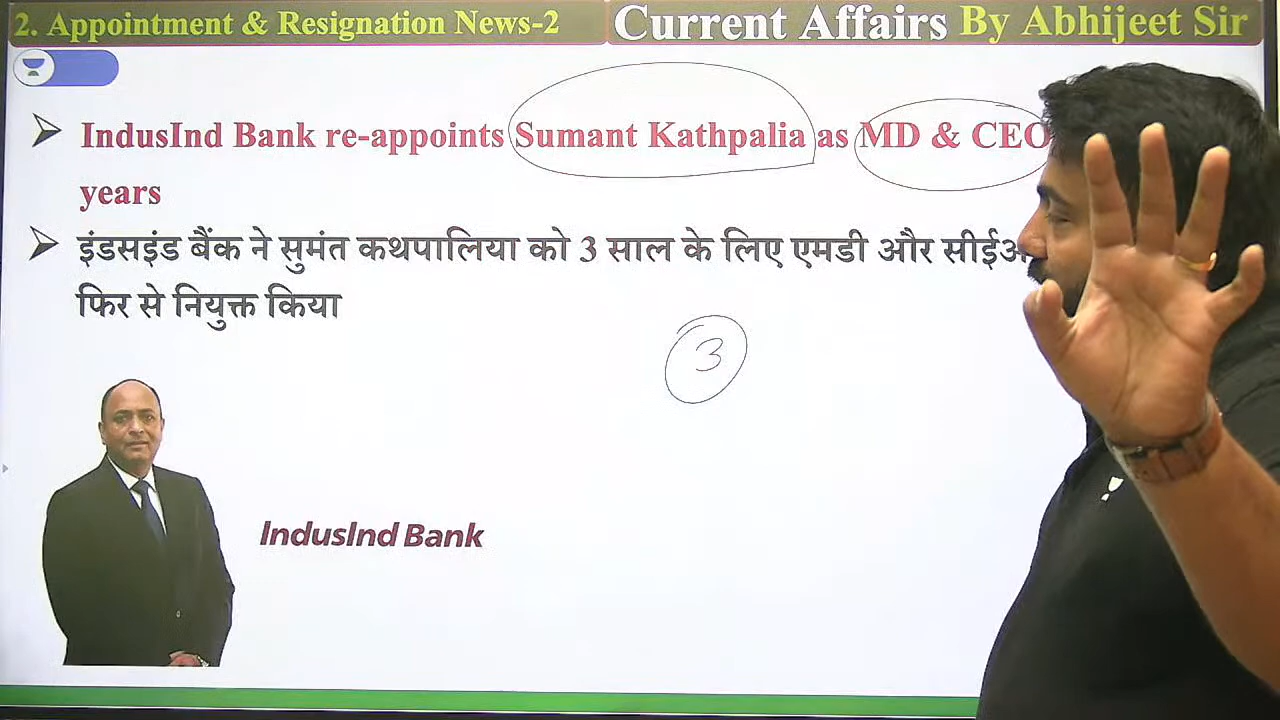 2. Appointment & Resignation News-2
Current Affairs By Abhijeet Sir
IndusInd Bank re-appoints Sumant Kathpalia as MD & CEO
years
इंडसइंड बैंक ने सुमंत कथपालिया को 3 साल के लिए एमडी और
फिर से नियुक्त किया
3
IndusInd Bank